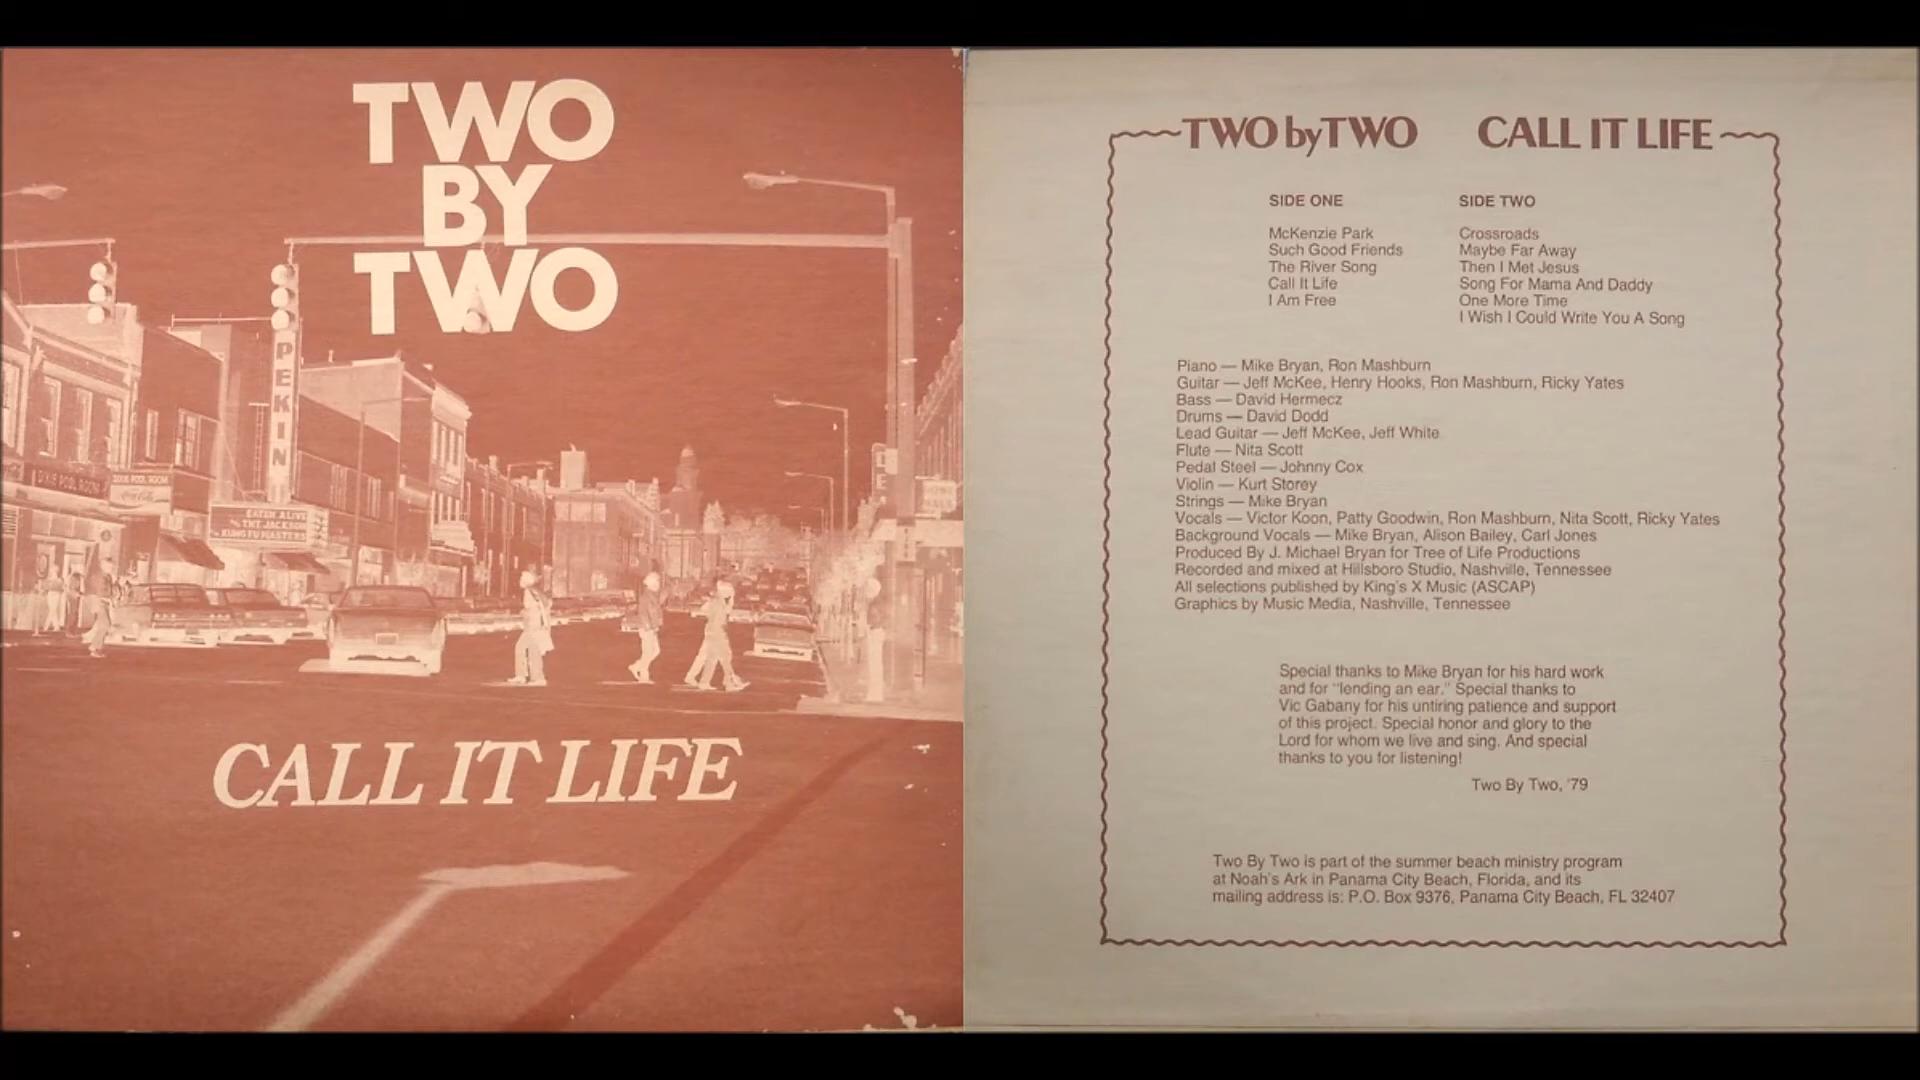 TWO
BY
TWO
PEKIN
DIXIE POOL ROOM
DIXIE POOL ROOM
Coca-Cola
EATEN ALIVE
THE JACKSON
KUNG FU MASTERS
CALL IT LIFE
TWO by TWO CALL IT LIFE
SIDE ONE
McKenzie Park
Such Good Friends
The River Song
Call It Life
I Am Free
SIDE TWO
Crossroads
Maybe Far Away
Then I Met Jesus
Song For Mama And Daddy
One More Time
I Wish I Could Write You A Song
Piano — Mike Bryan, Ron Mashburn
Guitar — Jeff McKee, Henry Hooks, Ron Mashburn, Ricky Yates
Bass — David Hermecz
Drums — David Dodd
Lead Guitar — Jeff McKee, Jeff White
Flute — Nita Scott
Pedal Steel — Johnny Cox
Violin — Kurt Storey
Strings — Mike Bryan
Vocals — Victor Koon, Patty Goodwin, Ron Mashburn, Nita Scott, Ricky Yates
Background Vocals — Mike Bryan, Alison Bailey, Carl Jones
Produced By J. Michael Bryan for Tree of Life Productions
Recorded and mixed at Hillsboro Studio, Nashville, Tennessee
All selections published by King's X Music (ASCAP)
Graphics by Music Media, Nashville, Tennessee
Special thanks to Mike Bryan for his hard work
and for "lending an ear." Special thanks to
Vic Gabany for his untiring patience and support
of this project. Special honor and glory to the
Lord for whom we live and sing. And special
thanks to you for listening!
Two By Two, '79
Two By Two is part of the summer beach ministry program
at Noah's Ark in Panama City Beach, Florida, and its
mailing address is: P.O. Box 9376, Panama City Beach, FL 32407